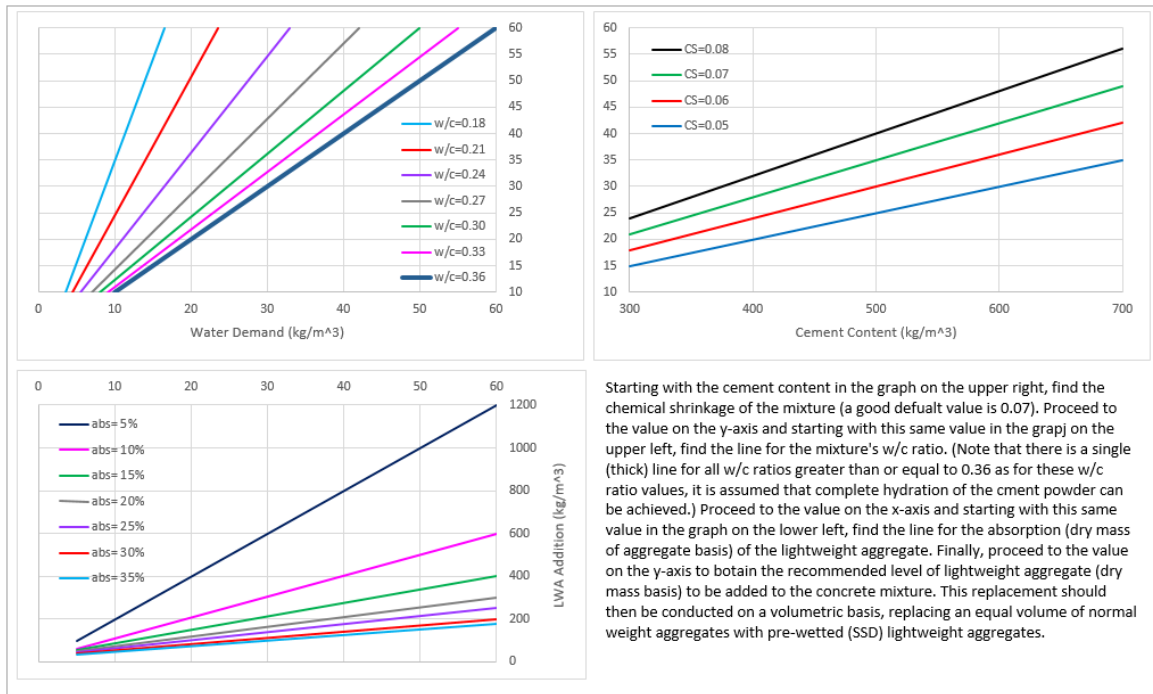 60
55
50
45
40
35
30
25
20
15
10
w/c=0.18
w/c=0.21
w/c=0.24
w/c=0.27
w/c=0.30
w/c=0.33
w/c=0.36
0 10 20 30 40 50 60
Water Demand (kg/m^3)
60
55
50
45
40
35
30
25
20
15
10
CS=0.08
CS=0.07
CS=0.06
CS=0.05
300 400 500 600 700
Cement Content (kg/m^3)
0 10 20 30 40 50 60
abs= 5%
abs= 10%
abs= 15%
abs= 20%
abs= 25%
abs= 30%
abs= 35%
1200
1000
800
600
400
200
0
LWA Addition (kg/m^3)
Starting with the cement content in the graph on the upper right, find the
chemical shrinkage of the mixture (a good defualt value is 0.07). Proceed to
the value on the y-axis and starting with this same value in the grapj on the
upper left, find the line for the mixture's w/c ratio. (Note that there is a single
(thick) line for all w/c ratios greater than or equal to 0.36 as for these w/c
ratio values, it is assumed that complete hydration of the cment powder can
be achieved.) Proceed to the value on the x-axis and starting with this same
value in the graph on the lower left, find the line for the absorption (dry mass
of aggregate basis) of the lightweight aggregate. Finally, proceed to the value
on the y-axis to botain the recommended level of lightweight aggregate (dry
mass basis) to be added to the concrete mixture. This replacement should
then be conducted on a volumetric basis, replacing an equal volume of normal
weight aggregates with pre-wetted (SSD) lightweight aggregates.